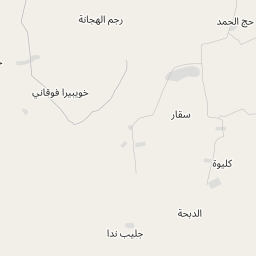 رجم الهجانة
حج الحمد
خويبيرا فوقاني
سقار
كليوة
الدبحة
جليب ندا